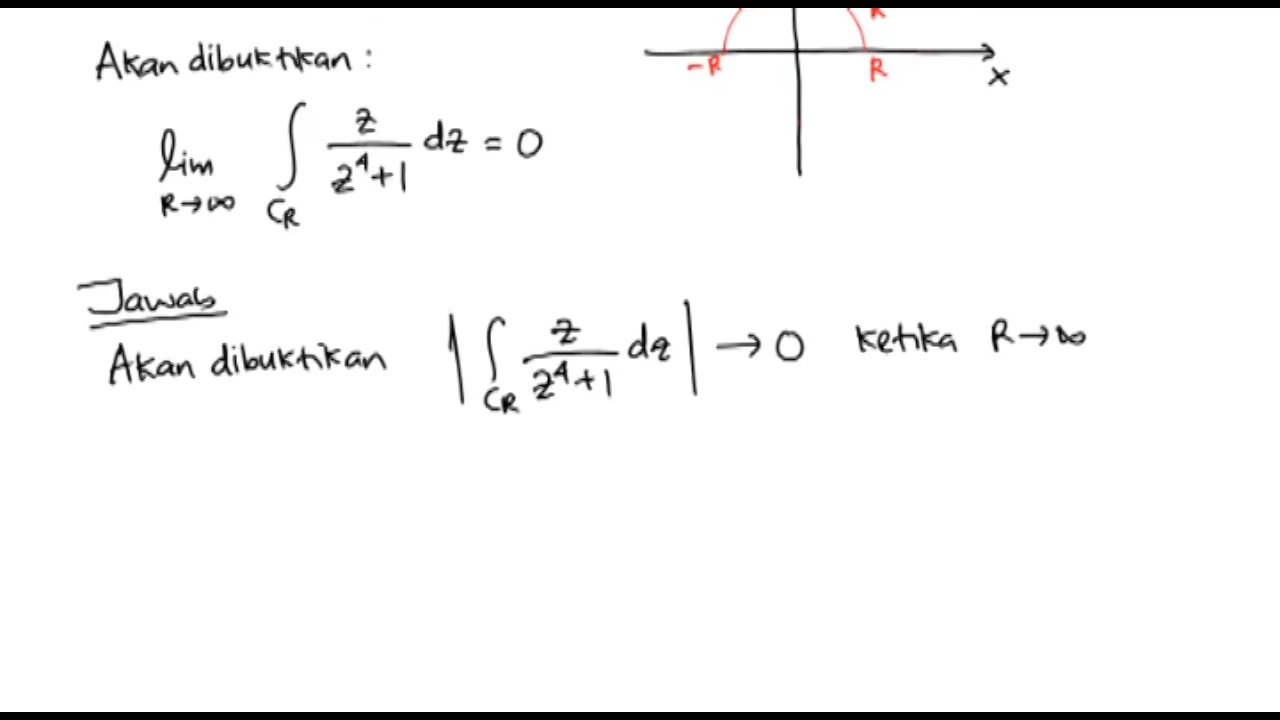 R
Akan dibuktikan :
-R R x
lim R→∞ ∫_{C_R} z/(z⁴+1) dz = 0
Jawab
Akan dibuktikan |∫_{C_R} z/(z⁴+1) dz| → 0 ketika R→∞